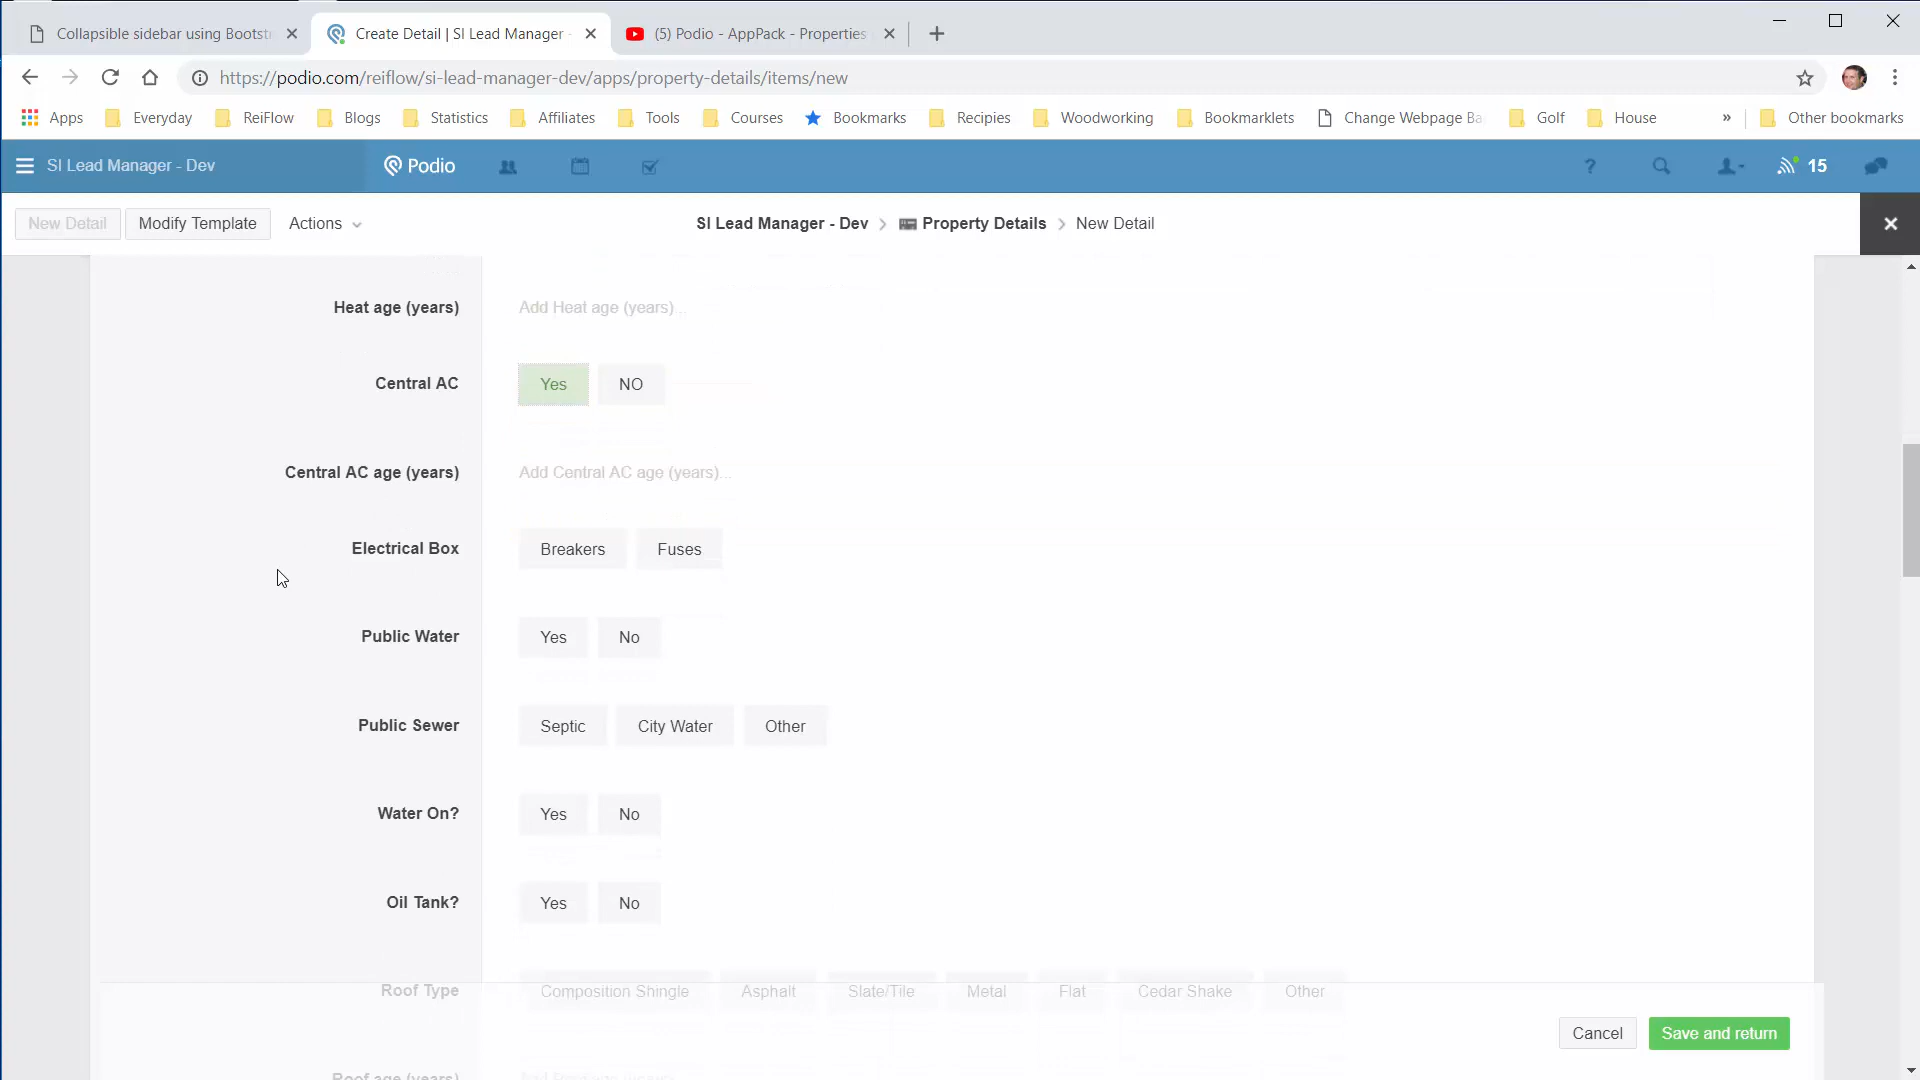 Collapsible sidebar using Bootst
Create Detail | SI Lead Manager -
(5) Podio - AppPack - Properties
https://podio.com/reiflow/si-lead-manager-dev/apps/property-details/items/new
Apps Everyday ReiFlow Blogs Statistics Affiliates Tools Courses Bookmarks Recipies Woodworking Bookmarklets Change Webpage Ba Golf House » Other bookmarks
SI Lead Manager - Dev Podio ? 15
New Detail Modify Template Actions SI Lead Manager - Dev Property Details New Detail
Heat age (years) Add Heat age (years)...
Central AC Yes NO
Central AC age (years) Add Central AC age (years)...
Electrical Box Breakers Fuses
Public Water Yes No
Public Sewer Septic City Water Other
Water On? Yes No
Oil Tank? Yes No
Roof Type Composition Shingle Asphalt Slate/Tile Metal Flat Cedar Shake Other
Cancel Save and return
Roof age (years)